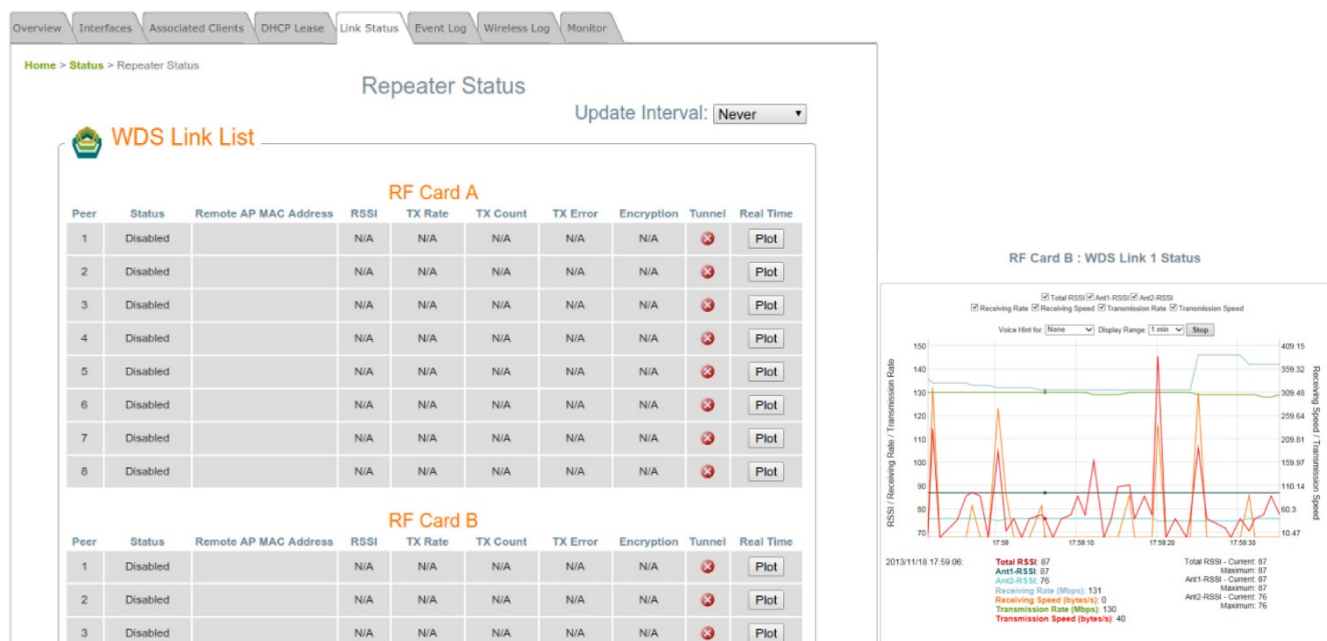 Overview Interfaces Associated Clients DHCP Lease Link Status Event Log Wireless Log Monitor
Home > Status > Repeater Status
Repeater Status
Update Interval: Never
WDS Link List
RF Card A
Peer Status Remote AP MAC Address RSSI TX Rate TX Count TX Error Encryption Tunnel Real Time
1 Disabled N/A N/A N/A N/A N/A Plot
2 Disabled N/A N/A N/A N/A N/A Plot
3 Disabled N/A N/A N/A N/A N/A Plot
4 Disabled N/A N/A N/A N/A N/A Plot
5 Disabled N/A N/A N/A N/A N/A Plot
6 Disabled N/A N/A N/A N/A N/A Plot
7 Disabled N/A N/A N/A N/A N/A Plot
8 Disabled N/A N/A N/A N/A N/A Plot
RF Card B
Peer Status Remote AP MAC Address RSSI TX Rate TX Count TX Error Encryption Tunnel Real Time
1 Disabled N/A N/A N/A N/A N/A Plot
2 Disabled N/A N/A N/A N/A N/A Plot
3 Disabled N/A N/A N/A N/A N/A Plot
RF Card B : WDS Link 1 Status
Total RSSI Ant1-RSSI Ant2-RSSI
Receiving Rate Receiving Speed Transmission Rate Transmission Speed
Voice Hint for: None Display Range: 1 min Stop
RSSI / Receiving Rate / Transmission Rate
150
140
130
120
110
100
90
80
70
409.15
359.32
309.48
259.64
209.81
159.97
110.14
60.3
10.47
Receiving Speed / Transmission Speed
17:59 17:59:10 17:59:20 17:59:30
2013/11/18 17:59:06:
Total RSSI: 87
Ant1-RSSI: 87
Ant2-RSSI: 76
Receiving Rate (Mbps): 131
Receiving Speed (bytes/s): 0
Transmission Rate (Mbps): 130
Transmission Speed (bytes/s): 40
Total RSSI - Current: 87
Maximum: 87
Ant1-RSSI - Current: 87
Maximum: 87
Ant2-RSSI - Current: 76
Maximum: 76